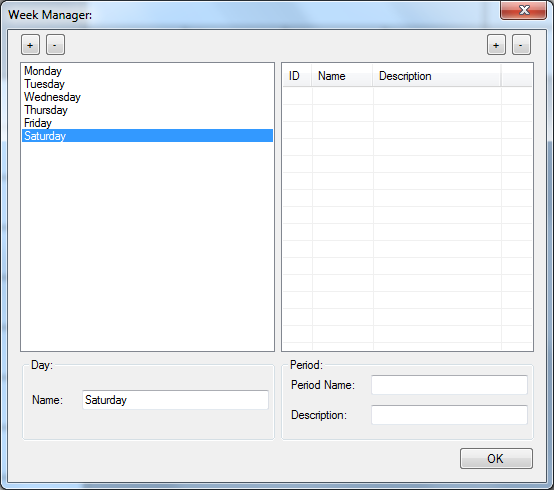 Week Manager:
+ - + -
Monday
Tuesday
Wednesday
Thursday
Friday
Saturday
ID Name Description
Day:
Name: Saturday
Period:
Period Name:
Description:
OK